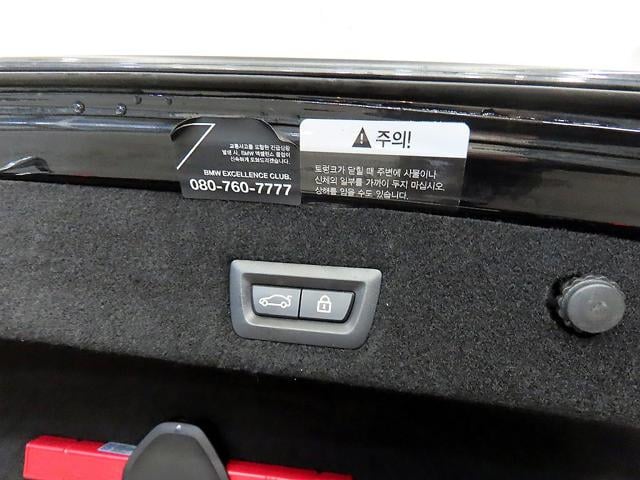 7
교통사고를 포함한 긴급상황
발생 시, BMW 엑셀런스 클럽이
신속하게 도와드리겠습니다.
BMW EXCELLENCE CLUB.
080-760-7777
주의!
트렁크가 닫힐 때 주변에 사물이나
신체의 일부를 가까이 두지 마십시오.
상해를 입을 수도 있습니다.